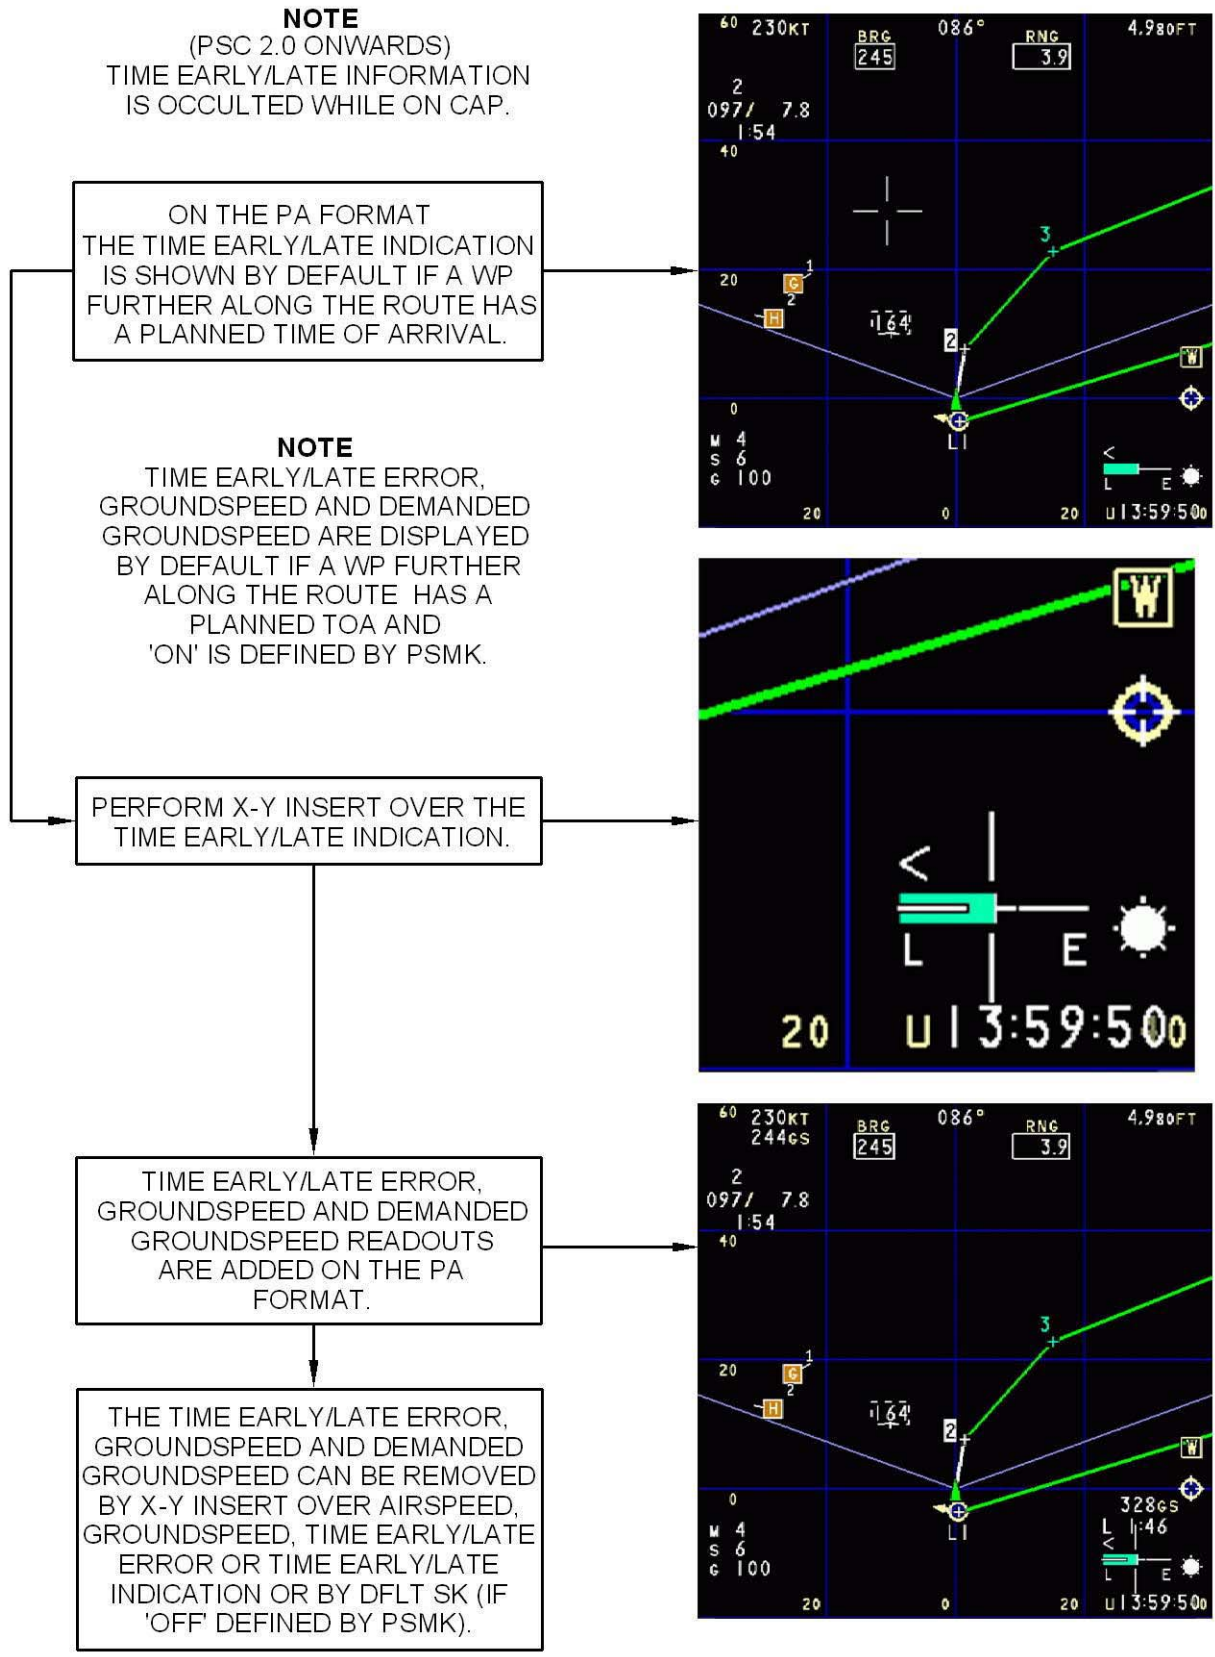 NOTE
(PSC 2.0 ONWARDS)
TIME EARLY/LATE INFORMATION
IS OCCULTED WHILE ON CAP.
ON THE PA FORMAT
THE TIME EARLY/LATE INDICATION
IS SHOWN BY DEFAULT IF A WP
FURTHER ALONG THE ROUTE HAS
A PLANNED TIME OF ARRIVAL.
NOTE
TIME EARLY/LATE ERROR,
GROUNDSPEED AND DEMANDED
GROUNDSPEED ARE DISPLAYED
BY DEFAULT IF A WP FURTHER
ALONG THE ROUTE HAS A
PLANNED TOA AND
'ON' IS DEFINED BY PSMK.
PERFORM X-Y INSERT OVER THE
TIME EARLY/LATE INDICATION.
TIME EARLY/LATE ERROR,
GROUNDSPEED AND DEMANDED
GROUNDSPEED READOUTS
ARE ADDED ON THE PA
FORMAT.
THE TIME EARLY/LATE ERROR,
GROUNDSPEED AND DEMANDED
GROUNDSPEED CAN BE REMOVED
BY X-Y INSERT OVER AIRSPEED,
GROUNDSPEED, TIME EARLY/LATE
ERROR OR TIME EARLY/LATE
INDICATION OR BY DFLT SK (IF
'OFF' DEFINED BY PSMK).
60 230KT 086° 4.980FT
BRG RNG
245 3.9
2
097/ 7.8
1:54
40
3
20
G 1
2
H
164
2
W
0
L1
M 4
S 6
G 100
<
L E
20 0 20 U13:59:50
W
<
L E
20 U13:59:50
60 230KT 086° 4.980FT
244GS BRG RNG
245 3.9
2
097/ 7.8
1:54
40
3
20
G 1
2
H
164
2
W
0
L1
328GS
M 4 L 1:46
S 6 <
G 100 L E
20 0 20 U13:59:50